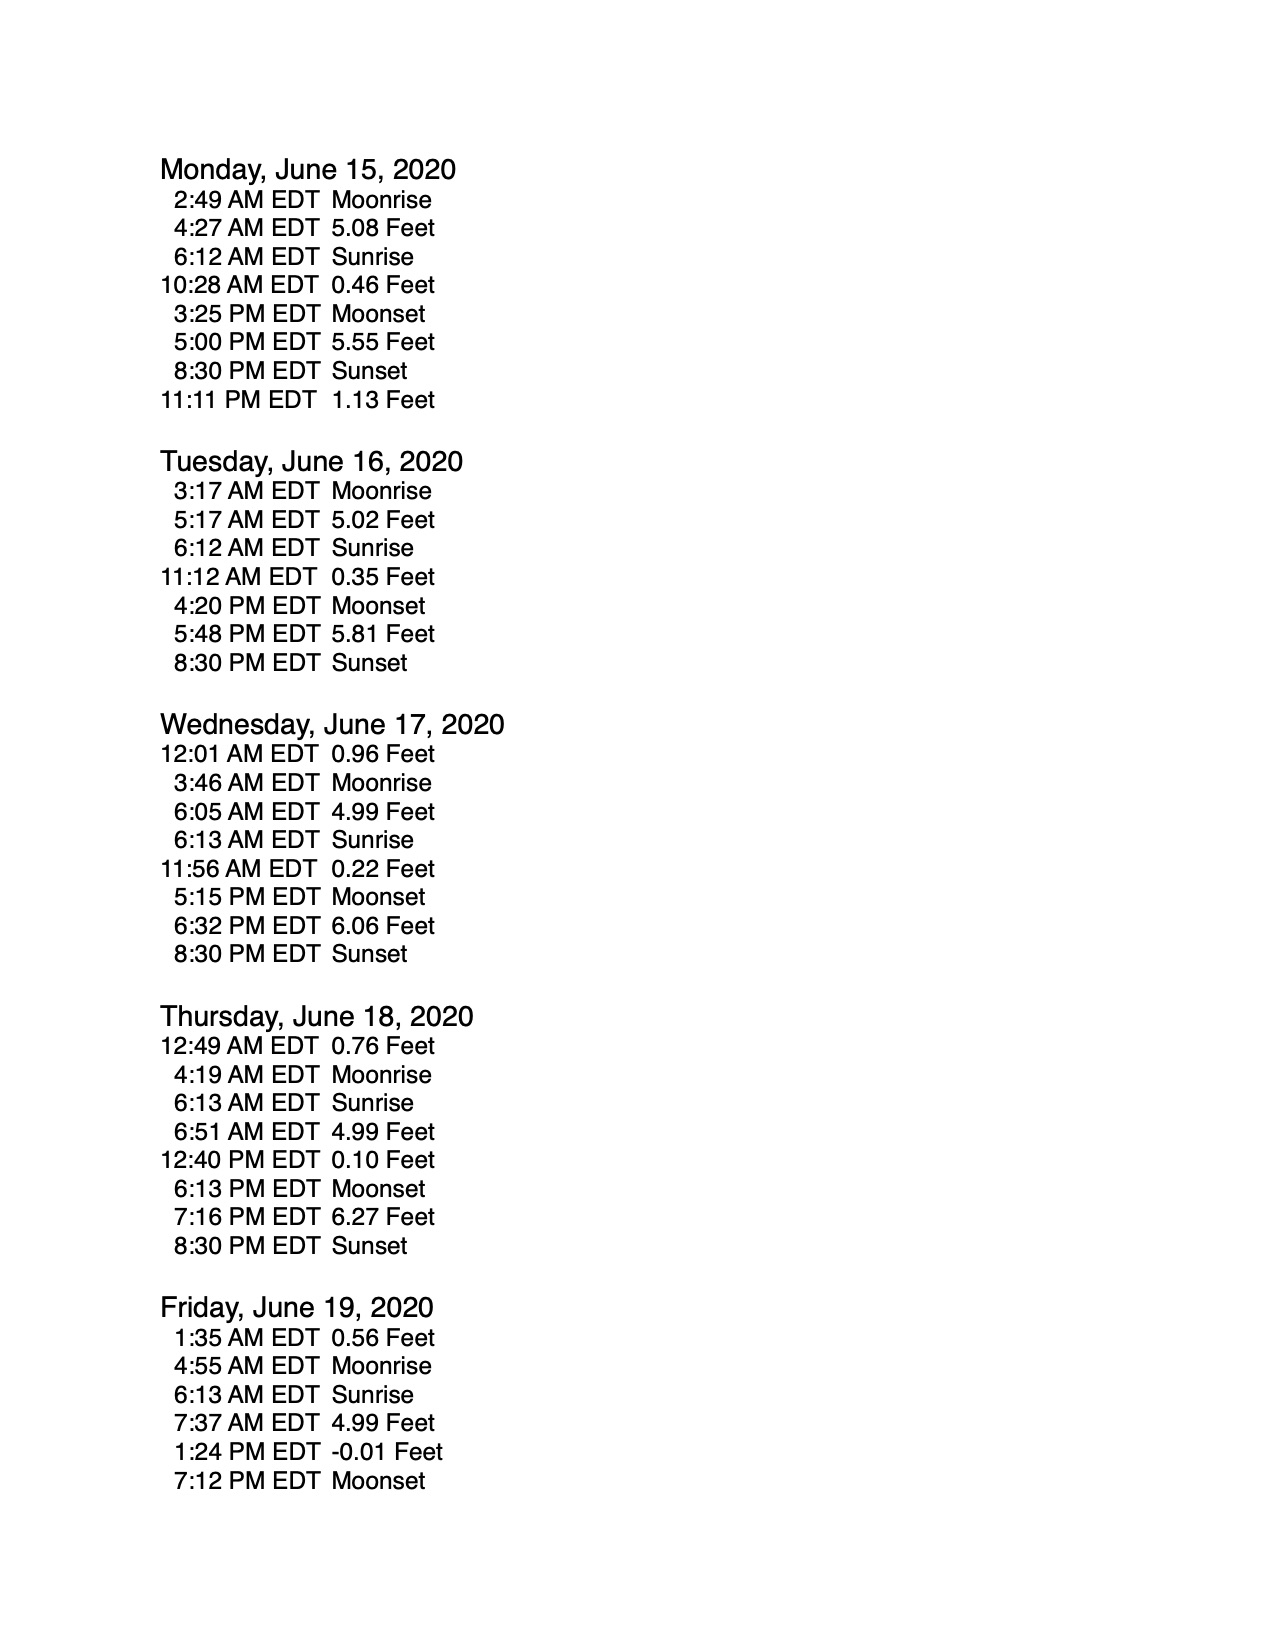 Monday, June 15, 2020
2:49 AM EDT Moonrise
4:27 AM EDT 5.08 Feet
6:12 AM EDT Sunrise
10:28 AM EDT 0.46 Feet
3:25 PM EDT Moonset
5:00 PM EDT 5.55 Feet
8:30 PM EDT Sunset
11:11 PM EDT 1.13 Feet
Tuesday, June 16, 2020
3:17 AM EDT Moonrise
5:17 AM EDT 5.02 Feet
6:12 AM EDT Sunrise
11:12 AM EDT 0.35 Feet
4:20 PM EDT Moonset
5:48 PM EDT 5.81 Feet
8:30 PM EDT Sunset
Wednesday, June 17, 2020
12:01 AM EDT 0.96 Feet
3:46 AM EDT Moonrise
6:05 AM EDT 4.99 Feet
6:13 AM EDT Sunrise
11:56 AM EDT 0.22 Feet
5:15 PM EDT Moonset
6:32 PM EDT 6.06 Feet
8:30 PM EDT Sunset
Thursday, June 18, 2020
12:49 AM EDT 0.76 Feet
4:19 AM EDT Moonrise
6:13 AM EDT Sunrise
6:51 AM EDT 4.99 Feet
12:40 PM EDT 0.10 Feet
6:13 PM EDT Moonset
7:16 PM EDT 6.27 Feet
8:30 PM EDT Sunset
Friday, June 19, 2020
1:35 AM EDT 0.56 Feet
4:55 AM EDT Moonrise
6:13 AM EDT Sunrise
7:37 AM EDT 4.99 Feet
1:24 PM EDT -0.01 Feet
7:12 PM EDT Moonset